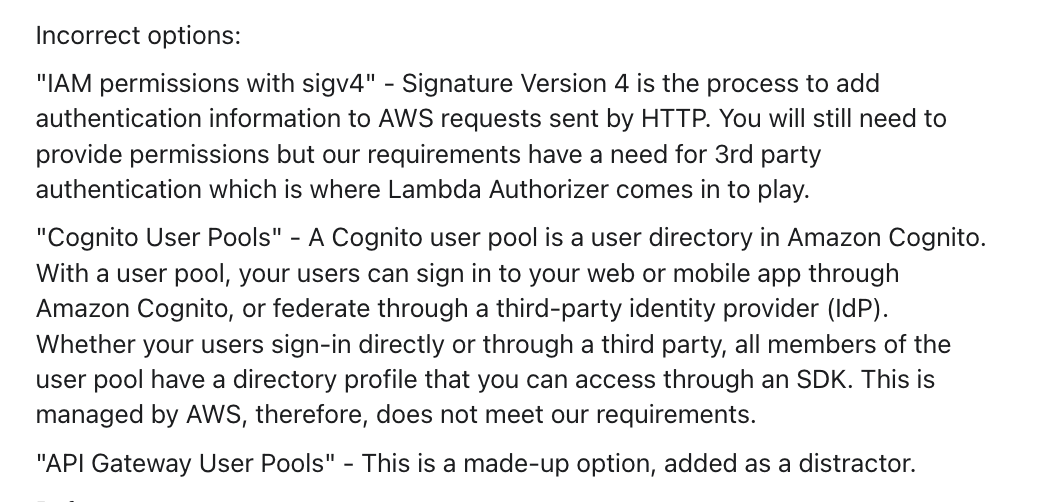 Incorrect options:
"IAM permissions with sigv4" - Signature Version 4 is the process to add
authentication information to AWS requests sent by HTTP. You will still need to
provide permissions but our requirements have a need for 3rd party
authentication which is where Lambda Authorizer comes in to play.
"Cognito User Pools" - A Cognito user pool is a user directory in Amazon Cognito.
With a user pool, your users can sign in to your web or mobile app through
Amazon Cognito, or federate through a third-party identity provider (IdP).
Whether your users sign-in directly or through a third party, all members of the
user pool have a directory profile that you can access through an SDK. This is
managed by AWS, therefore, does not meet our requirements.
"API Gateway User Pools" - This is a made-up option, added as a distractor.